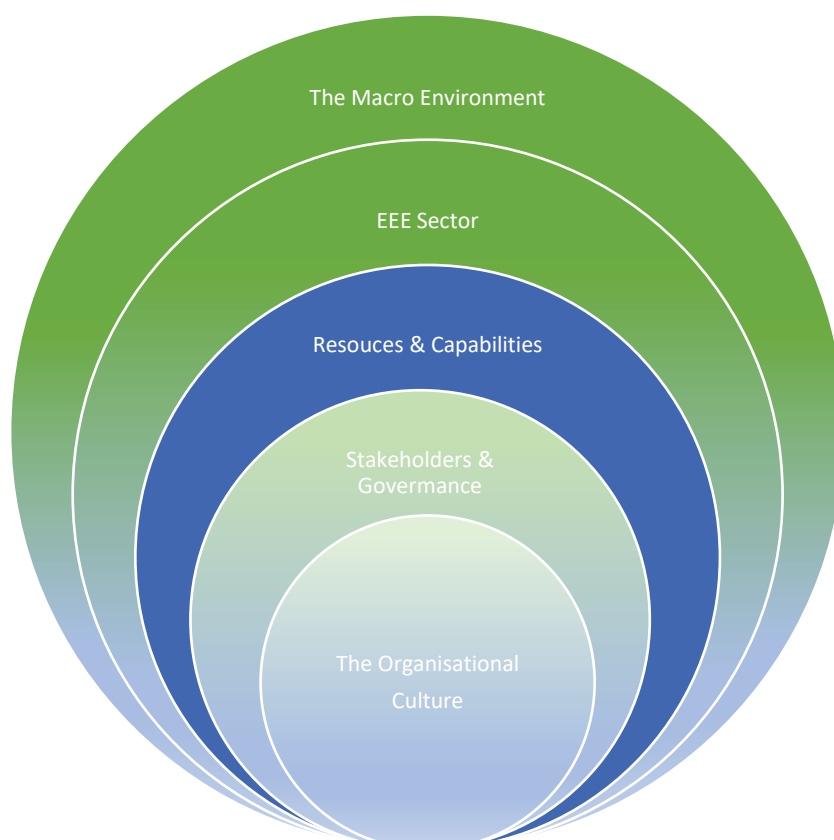 The Macro Environment
EEE Sector
Resouces & Capabilities
Stakeholders &
Govermance
The Organisational
Culture